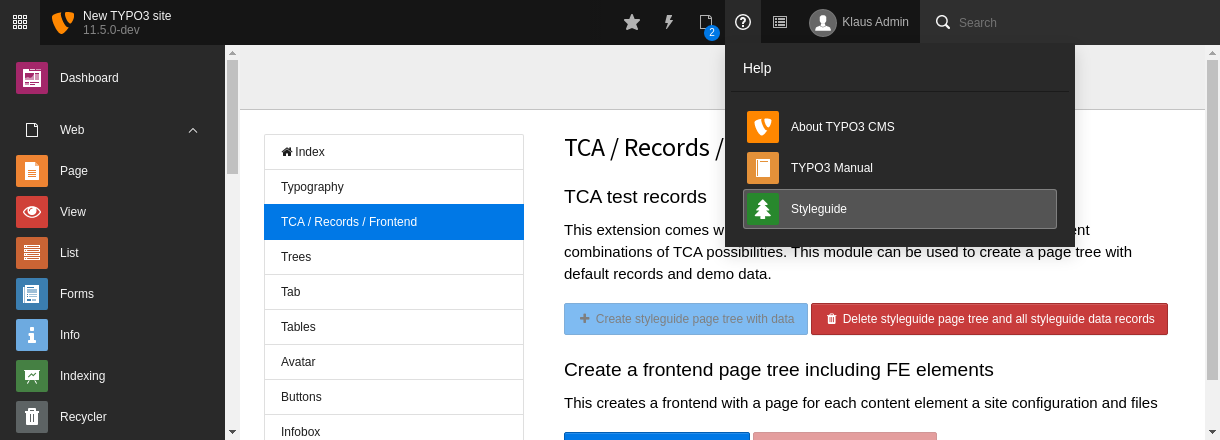 New TYPO3 site
11.5.0-dev
2
Klaus Admin
Search
Dashboard
Web
Page
View
List
Forms
Info
Indexing
Recycler
Index
Typography
TCA / Records / Frontend
Trees
Tab
Tables
Avatar
Buttons
Infobox
TCA / Records /
TCA test records
This extension comes w
nt
combinations of TCA possibilities. This module can be used to create a page tree with
default records and demo data.
Create styleguide page tree with data
Delete styleguide page tree and all styleguide data records
Create a frontend page tree including FE elements
This creates a frontend with a page for each content element a site configuration and files
Help
About TYPO3 CMS
TYPO3 Manual
Styleguide